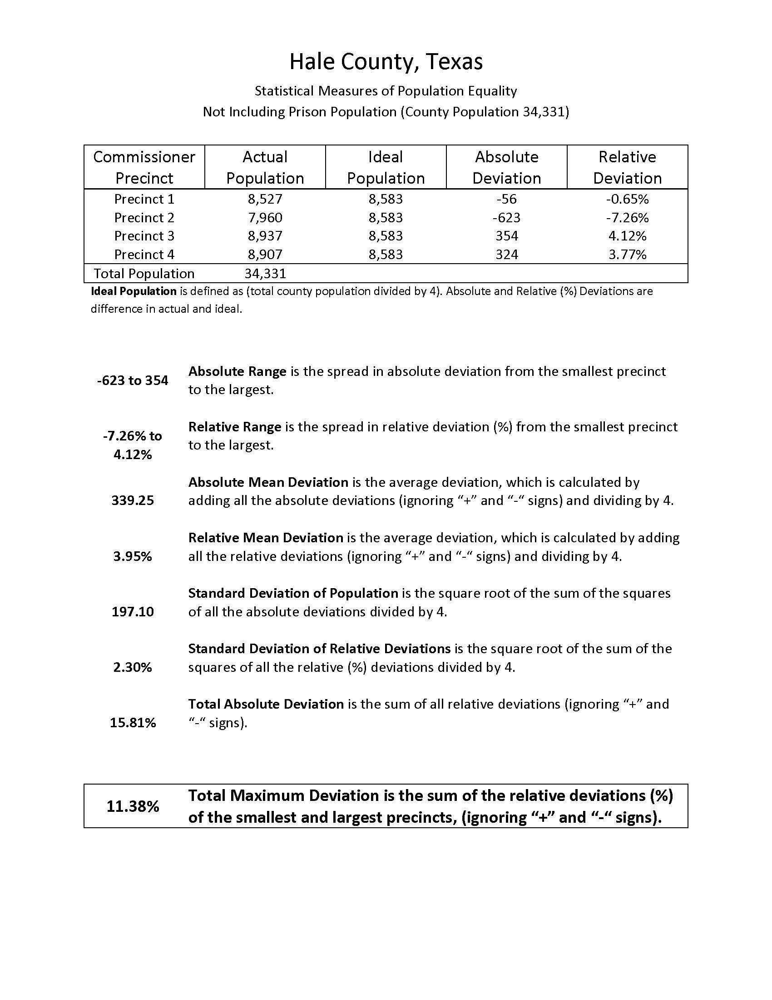 Hale County, Texas
Statistical Measures of Population Equality
Not Including Prison Population (County Population 34,331)
Commissioner Precinct Actual Population Ideal Population Absolute Deviation Relative Deviation
Precinct 1 8,527 8,583 -56 -0.65%
Precinct 2 7,960 8,583 -623 -7.26%
Precinct 3 8,937 8,583 354 4.12%
Precinct 4 8,907 8,583 324 3.77%
Total Population 34,331
Ideal Population is defined as (total county population divided by 4). Absolute and Relative (%) Deviations are
difference in actual and ideal.
-623 to 354
Absolute Range is the spread in absolute deviation from the smallest precinct
to the largest.
-7.26% to
4.12%
Relative Range is the spread in relative deviation (%) from the smallest precinct
to the largest.
339.25
Absolute Mean Deviation is the average deviation, which is calculated by
adding all the absolute deviations (ignoring “+” and “-“ signs) and dividing by 4.
3.95%
Relative Mean Deviation is the average deviation, which is calculated by adding
all the relative deviations (ignoring “+” and “-“ signs) and dividing by 4.
197.10
Standard Deviation of Population is the square root of the sum of the squares
of all the absolute deviations divided by 4.
2.30%
Standard Deviation of Relative Deviations is the square root of the sum of the
squares of all the relative (%) deviations divided by 4.
15.81%
Total Absolute Deviation is the sum of all relative deviations (ignoring “+” and
“-“ signs).
11.38%
Total Maximum Deviation is the sum of the relative deviations (%)
of the smallest and largest precincts, (ignoring “+” and “-“ signs).